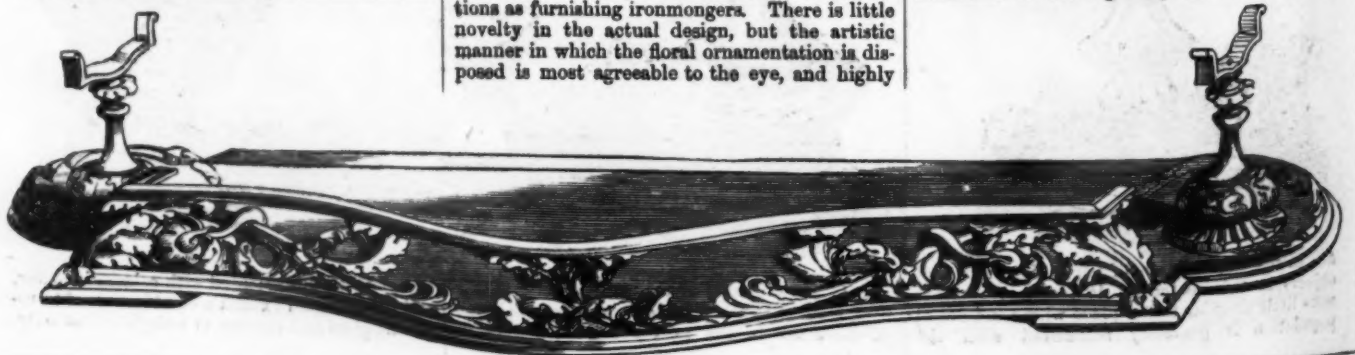 tions as furnishing ironmongers. There is little
novelty in the actual design, but the artistic
manner in which the floral ornamentation is dis-
posed is most agreeable to the eye, and highly